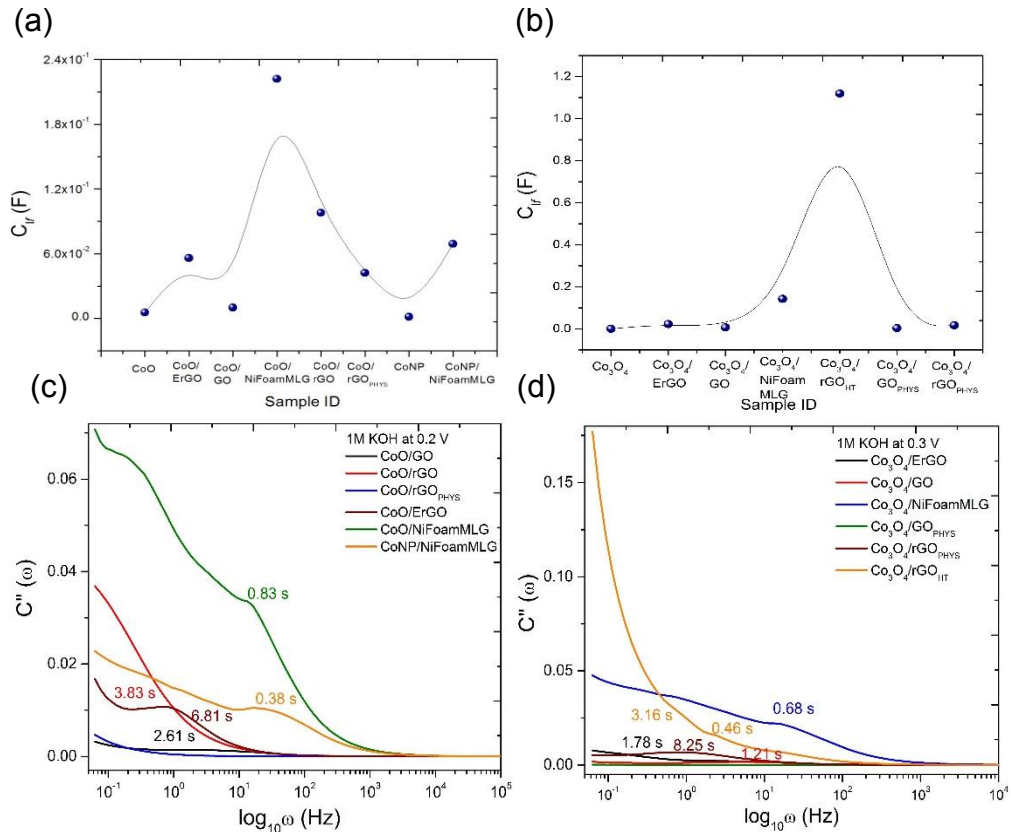 (a)
(b)
2.4x10⁻¹
1.8x10⁻¹
1.2x10⁻¹
6.0x10⁻²
0.0
C_lf (F)
CoO
CoO/
ErGO
CoO/
GO
CoO/
NiFoamMLG
CoO/
rGO
CoO/
rGO_PHYS
CoNP
CoNP/
NiFoamMLG
Sample ID
1.2
1.0
0.8
0.6
0.4
0.2
0.0
C_lf (F)
Co₃O₄
Co₃O₄/
ErGO
Co₃O₄/
GO
Co₃O₄/
NiFoam
MLG
Co₃O₄/
rGO_HT
Co₃O₄/
GO_PHYS
Co₃O₄/
rGO_PHYS
Sample ID
(c)
(d)
1M KOH at 0.2 V
CoO/GO
CoO/rGO
CoO/rGO_PHYS
CoO/ErGO
CoO/NiFoamMLG
CoNP/NiFoamMLG
0.06
0.04
0.02
0.00
C'' (ω)
0.83 s
0.38 s
3.83 s
6.81 s
2.61 s
10⁻¹ 10⁰ 10¹ 10² 10³ 10⁴ 10⁵
log₁₀ω (Hz)
1M KOH at 0.3 V
Co₃O₄/ErGO
Co₃O₄/GO
Co₃O₄/NiFoamMLG
Co₃O₄/GO_PHYS
Co₃O₄/rGO_PHYS
Co₃O₄/rGO_HT
0.15
0.10
0.05
0.00
C'' (ω)
0.68 s
3.16 s
0.46 s
1.78 s
8.25 s
1.21 s
10⁻¹ 10⁰ 10¹ 10² 10³ 10⁴
log₁₀ω (Hz)